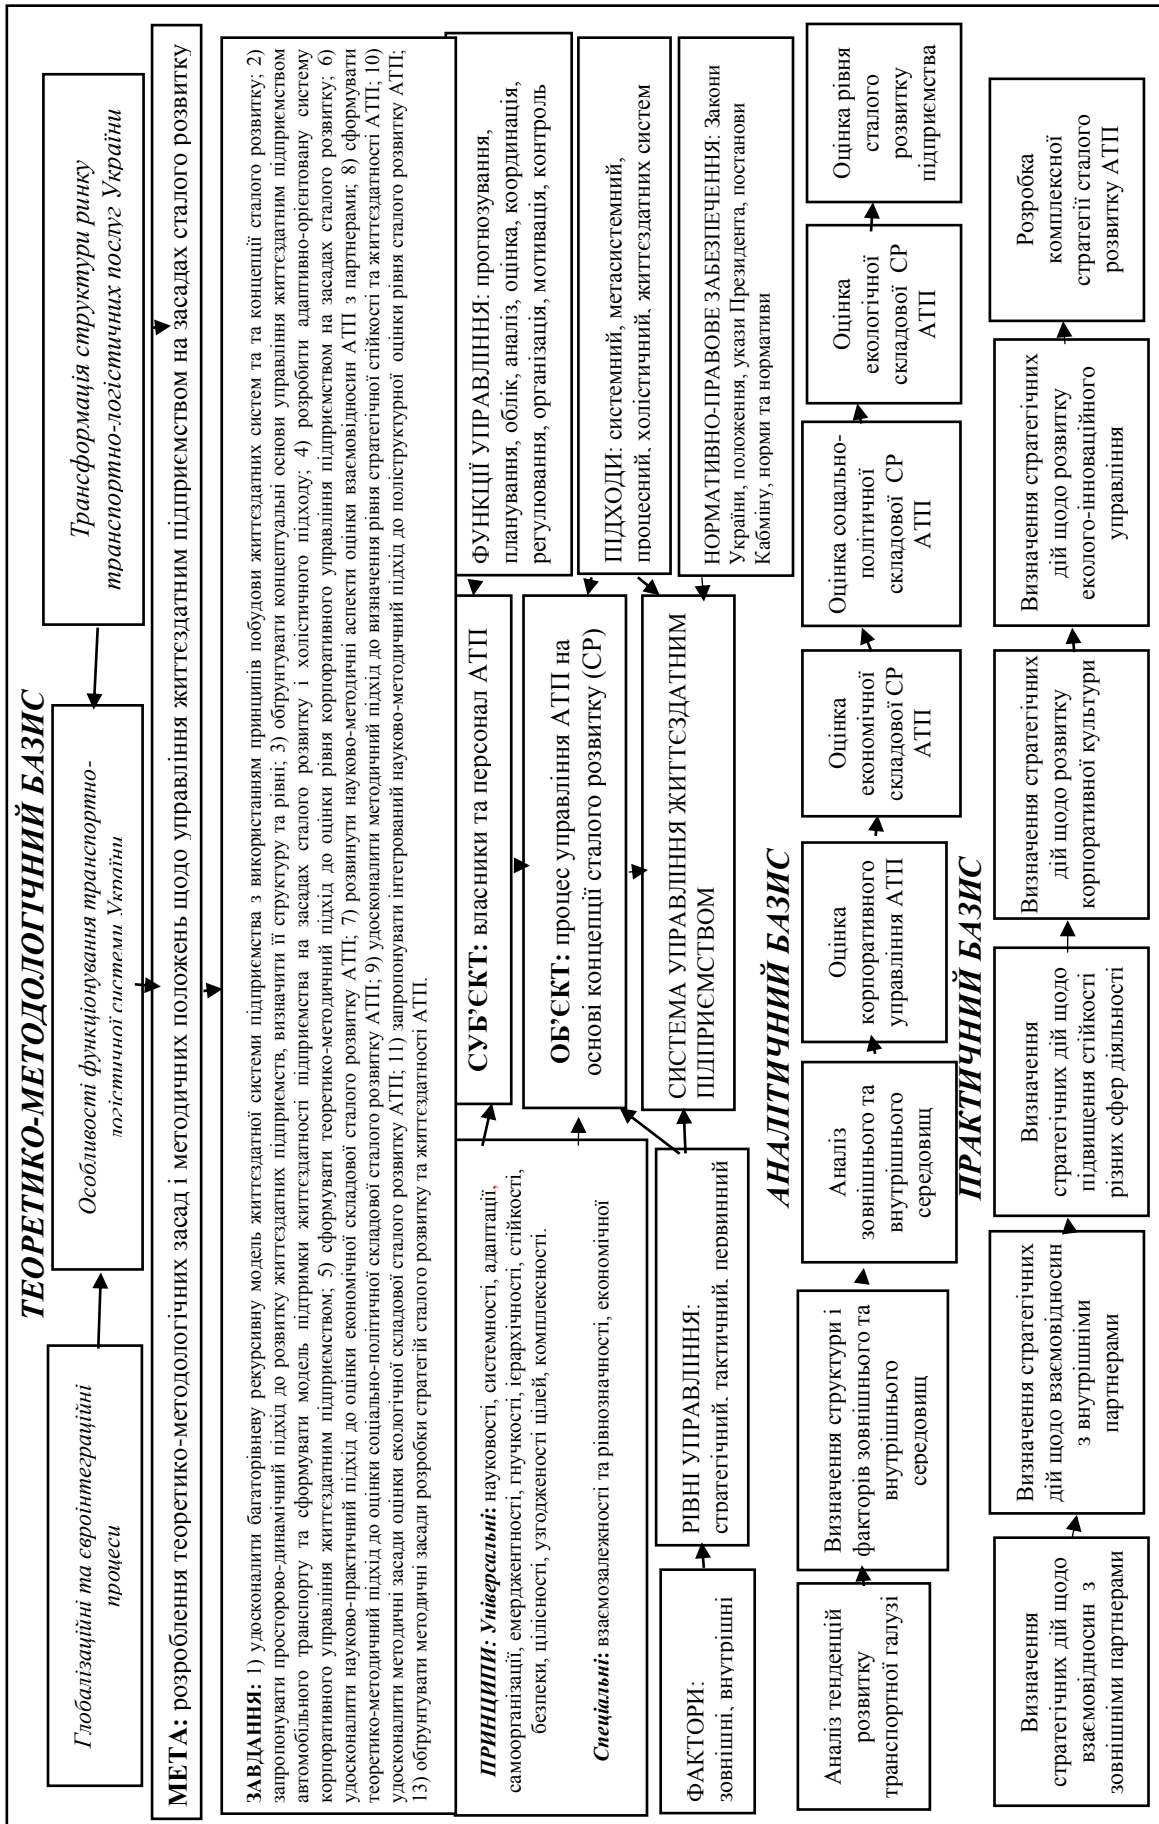 ТЕОРЕТИКО-МЕТОДОЛОГІЧНИЙ БАЗИС
Глобалізаційні та євроінтеграційні
процеси
Особливості функціонування транспортно-
логістичної системи України
Трансформація структури ринку
транспортно-логістичних послуг України
МЕТА: розроблення теоретико-методологічних засад і методичних положень щодо управління життєздатним підприємством на засадах сталого розвитку
ЗАВДАННЯ: 1) удосконалити багаторівневу рекурсивну модель життєздатної системи підприємства з використанням принципів побудови життєздатних систем та та концепції сталого розвитку; 2)
запропонувати просторово-динамічний підхід до розвитку життєздатних підприємств, визначити її структуру та рівні; 3) обґрунтувати концептуальні основи управління життєздатним підприємством
автомобільного транспорту та сформувати модель підтримки життєздатності підприємства на засадах сталого розвитку і холістичного підходу; 4) розробити адаптивно-орієнтовану систему
корпоративного управління життєздатним підприємством; 5) сформувати теоретико-методичний підхід до оцінки рівня корпоративного управління підприємством на засадах сталого розвитку; 6)
удосконалити науково-практичний підхід до оцінки економічної складової сталого розвитку АТП; 7) розвинути науково-методичні аспекти оцінки взаємовідносин АТП з партнерами; 8) сформувати
теоретико-методичний підхід до оцінки соціально-політичної складової сталого розвитку АТП; 9) удосконалити методичний підхід до визначення рівня стратегічної стійкості та життєздатності АТП; 10)
удосконалити методичні засади оцінки екологічної складової сталого розвитку АТП; 11) запропонувати інтегрований науково-методичний підхід до поліструктурної оцінки рівня сталого розвитку АТП;
13) обґрунтувати методичні засади розробки стратегій сталого розвитку та життєздатності АТП.
ПРИНЦИПИ: Універсальні: науковості, системності, адаптації,
самоорганізації, емерджентності, гнучкості, ієрархічності, стійкості,
безпеки, цілісності, узгодженості цілей, комплексності.
Спеціальні: взаємозалежності та рівнозначності, економічної
СУБ’ЄКТ: власники та персонал АТП
ОБ’ЄКТ: процес управління АТП на
основі концепції сталого розвитку (СР)
СИСТЕМА УПРАВЛІННЯ ЖИТТЄЗДАТНИМ
ПІДПРИЄМСТВОМ
ФУНКЦІЇ УПРАВЛІННЯ: прогнозування,
планування, облік, аналіз, оцінка, координація,
регулювання, організація, мотивація, контроль
ПІДХОДИ: системний, метасистемний,
процесний, холістичний, життєздатних систем
НОРМАТИВНО-ПРАВОВЕ ЗАБЕЗПЕЧЕННЯ: Закони
України, положення, укази Президента, постанови
Кабміну, норми та нормативи
ФАКТОРИ:
зовнішні, внутрішні
РІВНІ УПРАВЛІННЯ:
стратегічний, тактичний, первинний
АНАЛІТИЧНИЙ БАЗИС
Аналіз тенденцій
розвитку
транспортної галузі
Визначення структури і
факторів зовнішнього та
внутрішнього
середовищ
Аналіз
зовнішнього та
внутрішнього
середовищ
Оцінка
корпоративного
управління АТП
Оцінка
економічної
складової СР
АТП
Оцінка соцально-
політичної
складової СР
АТП
Оцінка
екологічної
складової СР
АТП
Оцінка рівня
сталого
розвитку
підприємства
ПРАКТИЧНИЙ БАЗИС
Визначення
стратегічних дій щодо
взаємовідносин з
зовнішніми партнерами
Визначення стратегічних
дій щодо взаємовідносин
з внутрішніми
партнерами
Визначення
стратегічних дій щодо
підвищення стійкості
різних сфер діяльності
Визначення стратегічних
дій щодо розвитку
корпоративної культури
Визначення стратегічних
дій щодо розвитку
еколого-інноваційного
управління
Розробка
комплексної
стратегії сталого
розвитку АТП